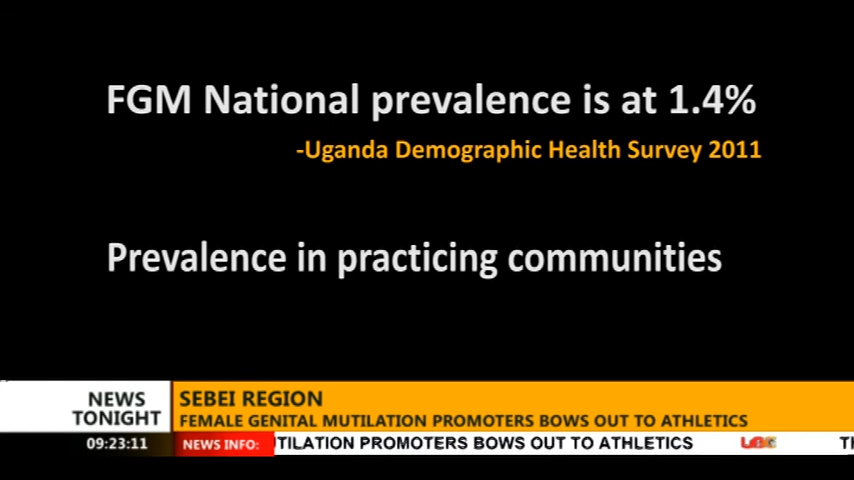 FGM National prevalence is at 1.4%
-Uganda Demographic Health Survey 2011
Prevalence in practicing communities
NEWS TONIGHT
SEBEI REGION
FEMALE GENITAL MUTILATION PROMOTERS BOWS OUT TO ATHLETICS
09:23:11
NEWS INFO:
TILATION PROMOTERS BOWS OUT TO ATHLETICS